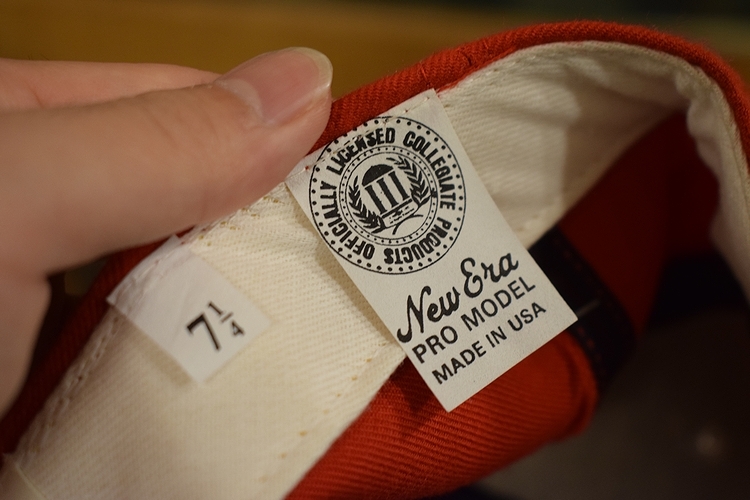 OFFICIALLY LICENSED COLLEGIATE PRODUCTS
New Era
PRO MODEL
MADE IN USA
7 1/4